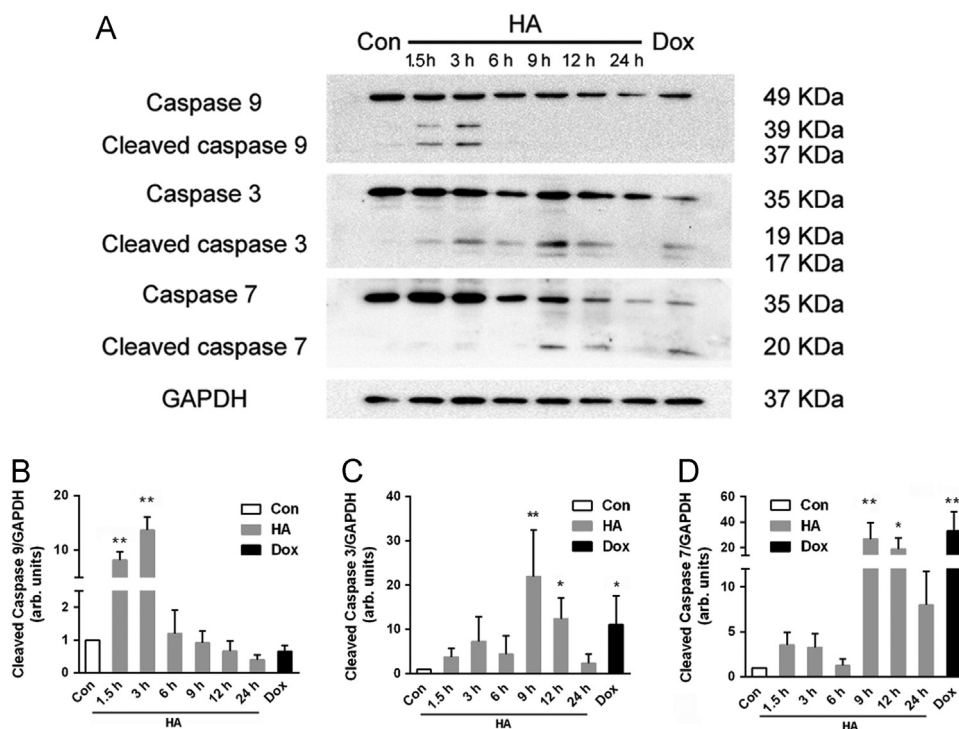 A
HA
Con
Dox
1.5h 3 h 6 h 9 h 12 h 24 h
Caspase 9
49 KDa
39 KDa
Cleaved caspase 9
37 KDa
Caspase 3
35 KDa
Cleaved caspase 3
19 KDa
17 KDa
Caspase 7
35 KDa
Cleaved caspase 7
20 KDa
GAPDH
37 KDa
B
Cleaved Caspase 9/GAPDH
(arb. units)
20
10
2
1
0
**
**
Con
HA
Dox
Con 1.5 h 3 h 6 h 9 h 12 h 24 h Dox
HA
C
Cleaved Caspase 3/GAPDH
(arb. units)
40
30
20
10
0
**
*
*
Con
HA
Dox
Con 1.5 h 3 h 6 h 9 h 12 h 24 h Dox
HA
D
Cleaved Caspase 7/GAPDH
(arb. units)
60
40
20
10
5
0
**
*
**
Con
HA
Dox
Con 1.5 h 3 h 6 h 9 h 12 h 24 h Dox
HA